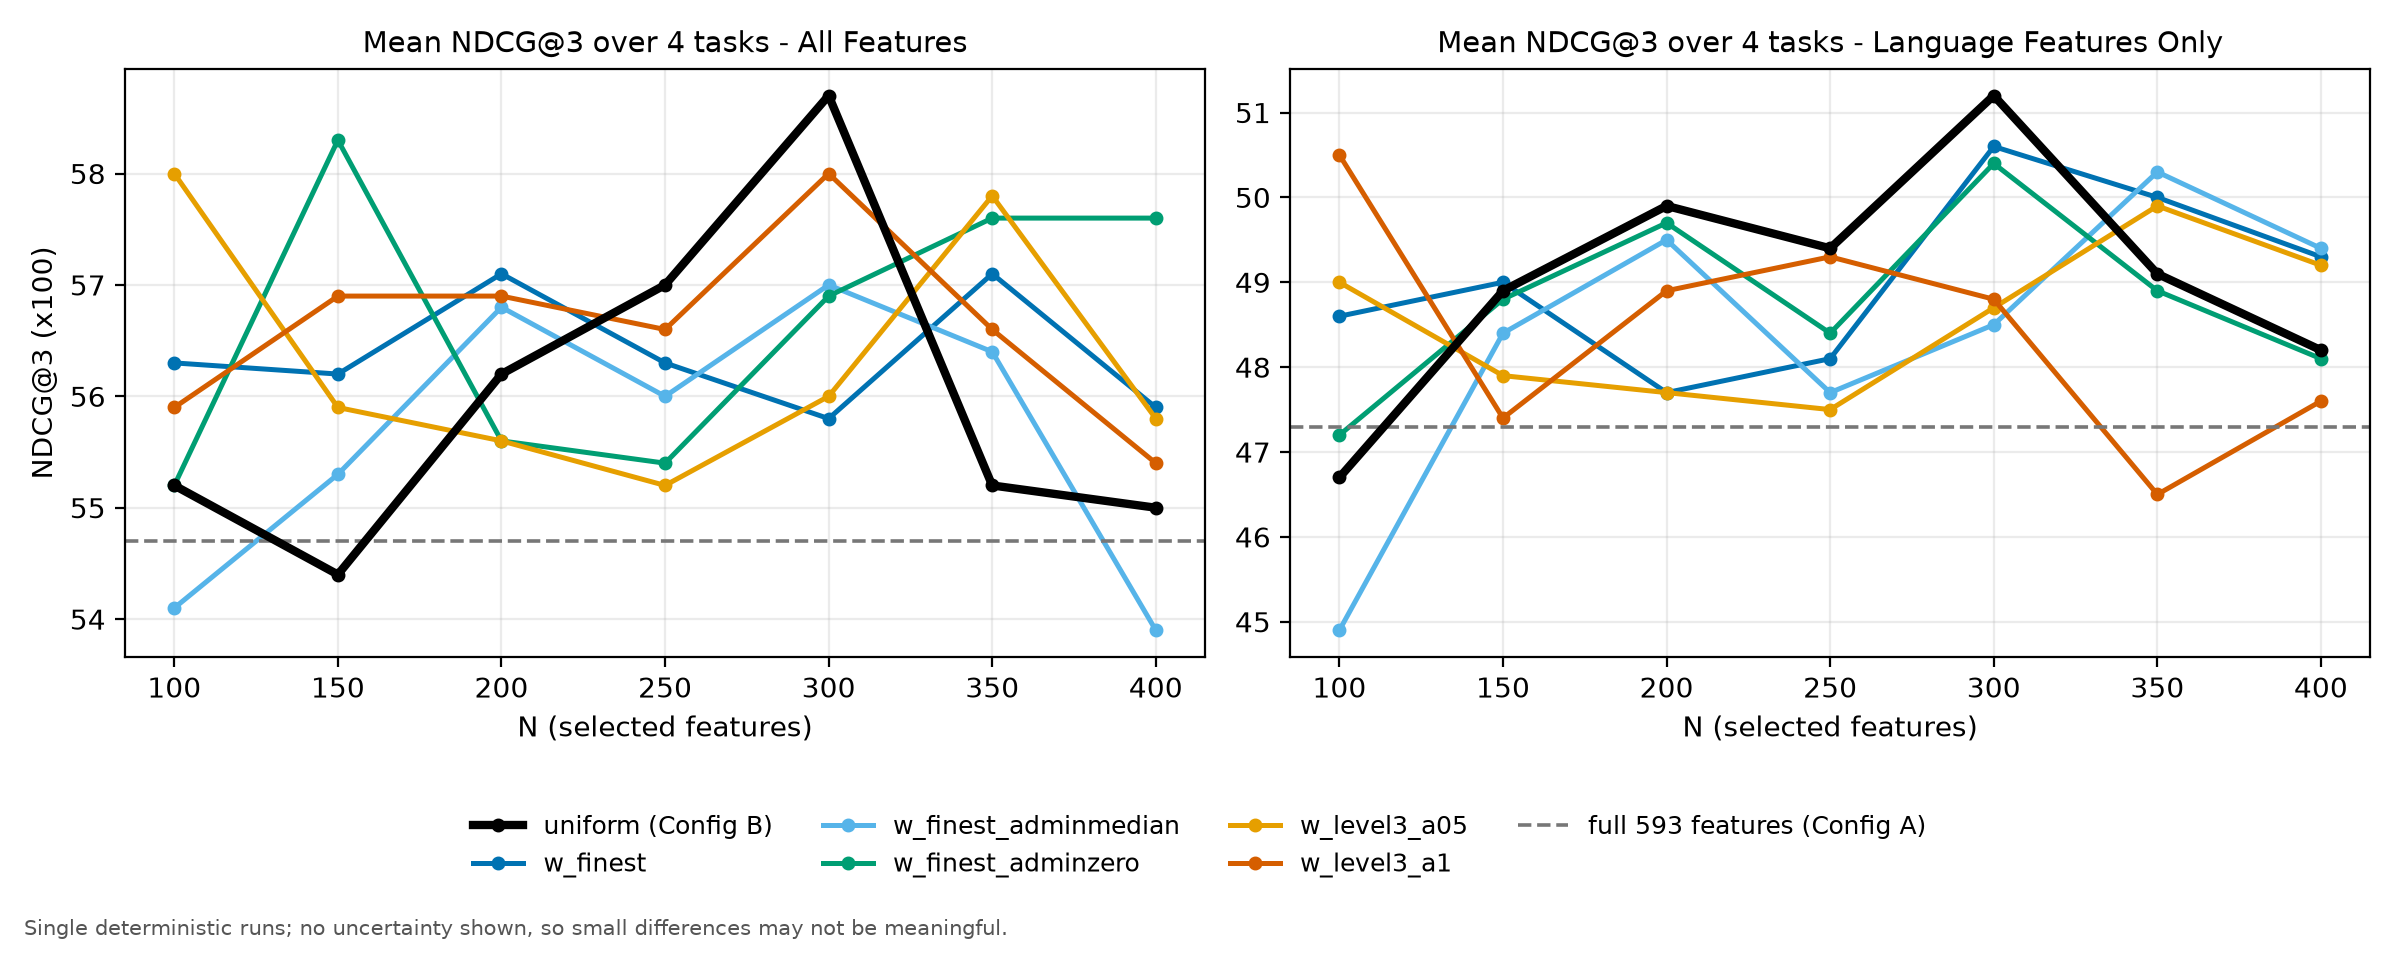 Mean NDCG@3 over 4 tasks - All Features
NDCG@3 (x100)
58
57
56
55
54
100 150 200 250 300 350 400
N (selected features)
Mean NDCG@3 over 4 tasks - Language Features Only
51
50
49
48
47
46
45
100 150 200 250 300 350 400
N (selected features)
uniform (Config B)
w_finest
w_finest_adminmedian
w_finest_adminzero
w_level3_a05
w_level3_a1
full 593 features (Config A)
Single deterministic runs; no uncertainty shown, so small differences may not be meaningful.